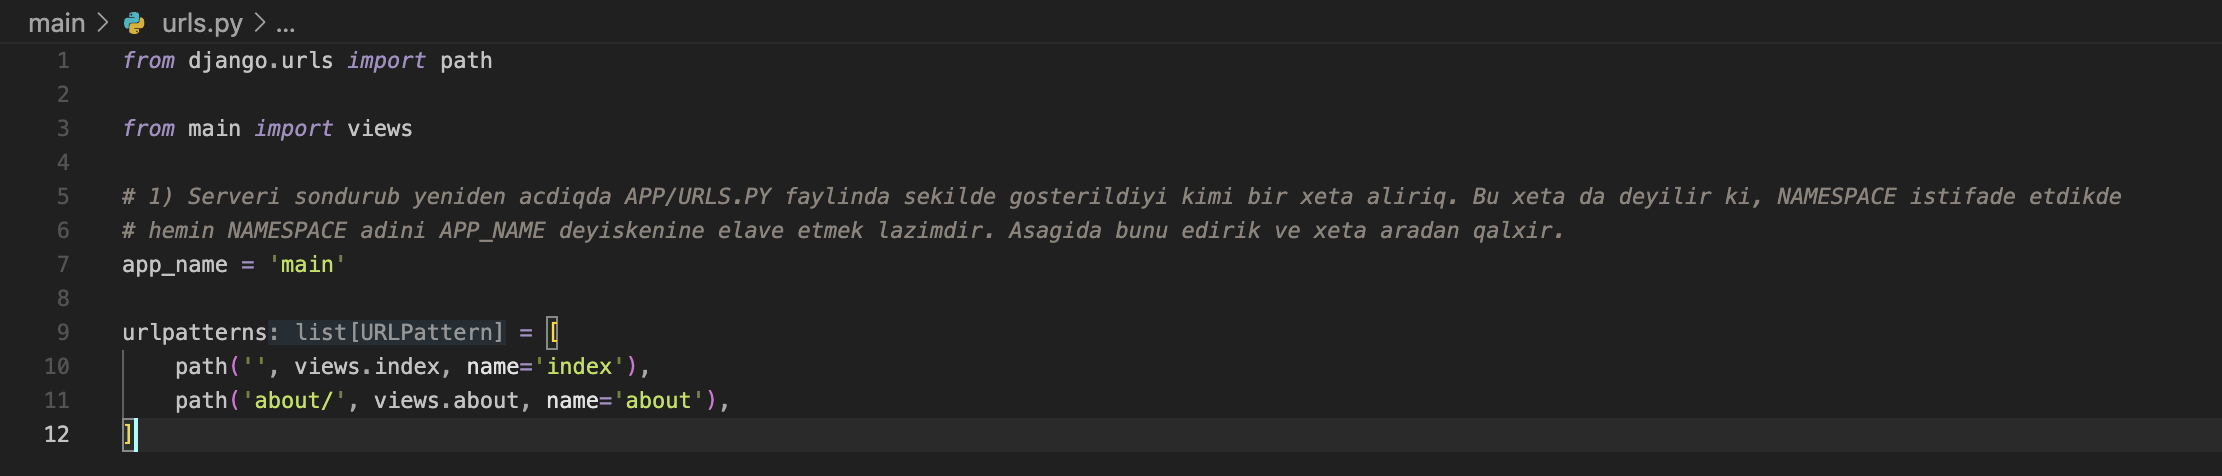 main > urls.py > ...
1 from django.urls import path
2
3 from main import views
4
5 # 1) Serveri sondurub yeniden acdiqda APP/URLS.PY faylinda sekilde gosterildiyi kimi bir xeta aliriq. Bu xeta da deyilir ki, NAMESPACE istifade etdikde
6 # hemin NAMESPACE adini APP_NAME deyiskenine elave etmek lazimdir. Asagida bunu edirik ve xeta aradan qalxir.
7 app_name = 'main'
8
9 urlpatterns: list[URLPattern] = [
10     path('', views.index, name='index'),
11     path('about/', views.about, name='about'),
12 ]